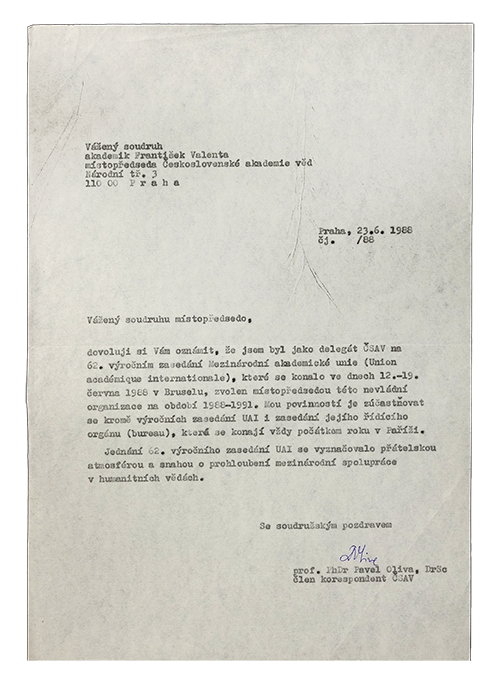 Vážený soudruh
akademik František Valenta
místopředseda Československé akademie věd
Národní tř. 3
110 00 P r a h a
Praha, 23.6. 1988
čj. /88
Vážený soudruhu místopředsedo,
dovoluji si Vám oznámit, že jsem byl jako delegát ČSAV na
62. výročním zasedání Mezinárodní akademické unie (Union
académique internationale), které se konalo ve dnech 12.-19.
června 1988 v Bruselu, zvolen místopředsedou této nevládní
organizace na období 1988-1991. Mou povinností je zúčastňovat
se kromě výročních zasedání UAI i zasedání jejího Řídícího
orgánu (bureau), která se konají vždy počátkem roku v Paříži.
Jednání 62. výročního zasedání UAI se vyznačovalo přátelskou
atmosférou a snahou o prohloubení mezinárodní spolupráce
v humanitních vědách.
Se soudružským pozdravem
prof. PhDr Pavel Oliva, DrSc
člen korespondent ČSAV